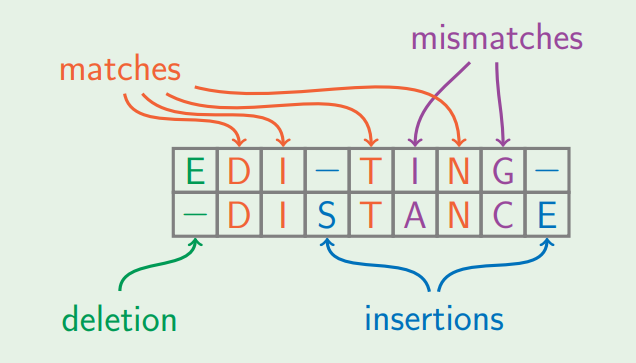 mismatches
matches
E D I – T I N G –
– D I S T A N C E
deletion insertions